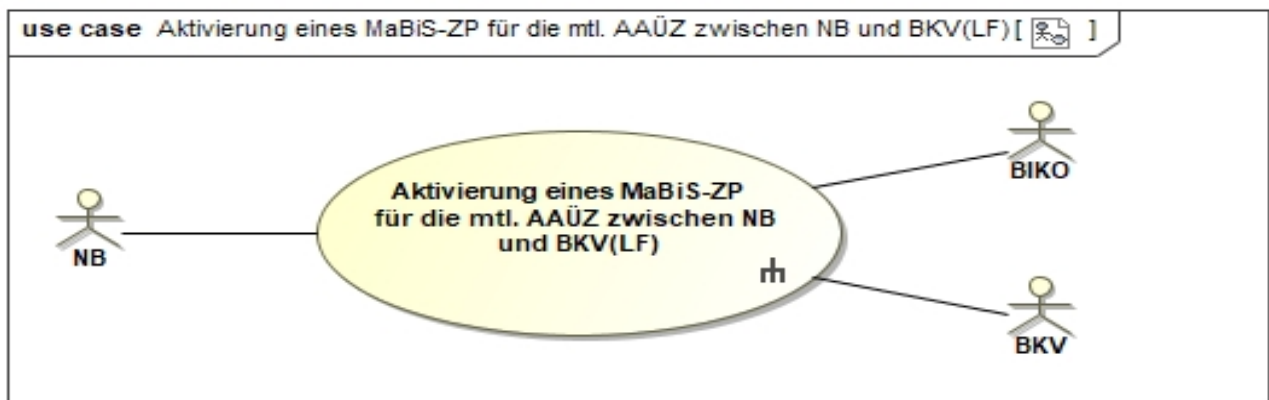 use case Aktivierung eines MaBiS-ZP für die mtl. AAÜZ zwischen NB und BKV(LF)[ ]
BIKO
Aktivierung eines MaBiS-ZP
für die mtl. AAÜZ zwischen NB
und BKV(LF)
NB
BKV